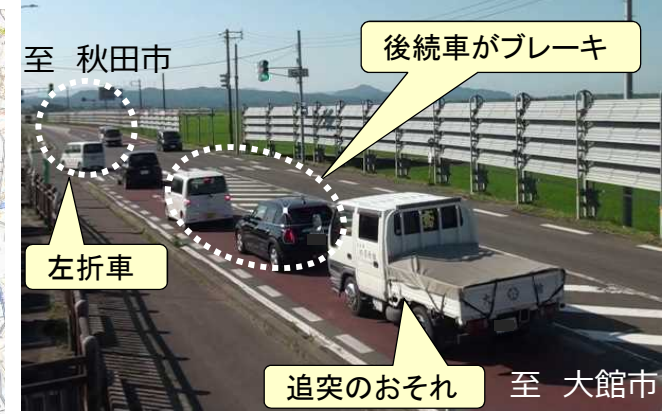 至 秋田市
後続車がブレーキ
左折車
追突のおそれ
至 大館市